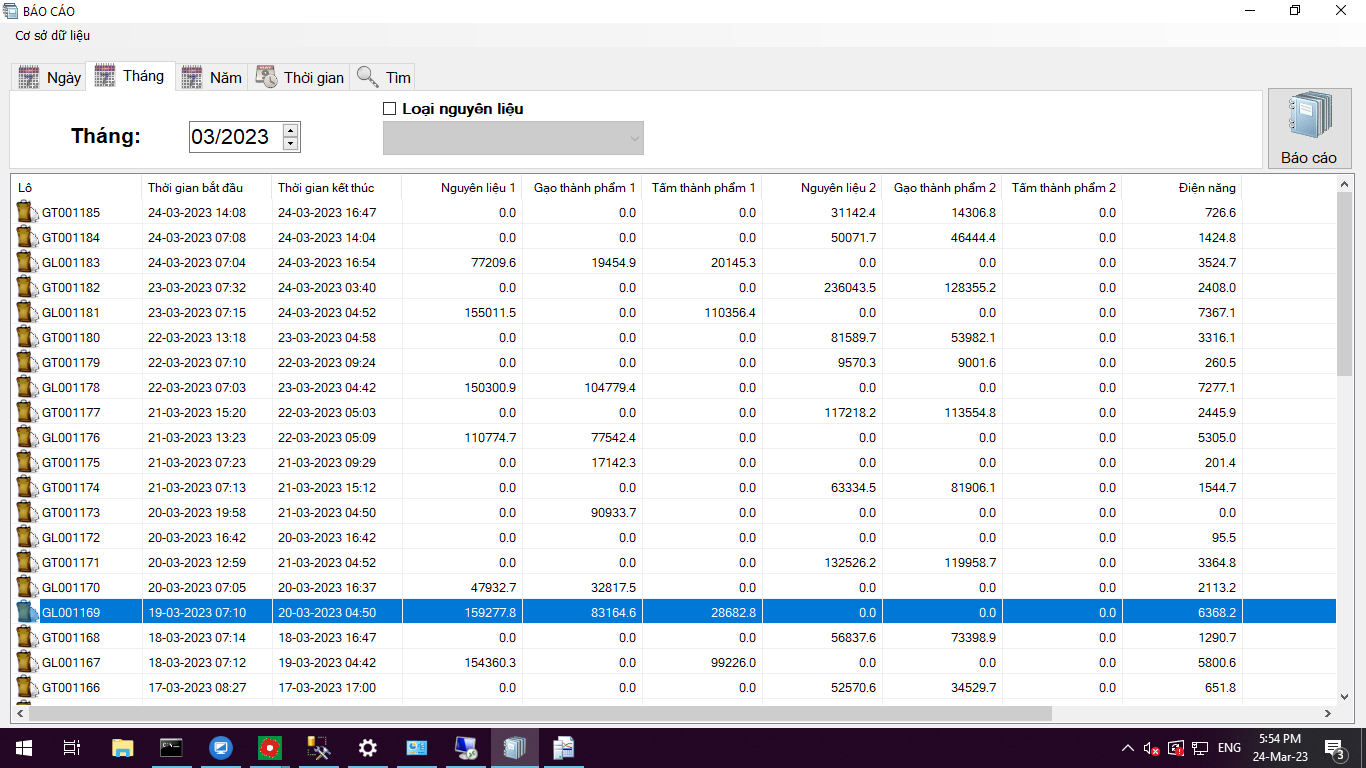 BÁO CÁO
Cơ sở dữ liệu
Ngày Tháng Năm Thời gian Tìm
Loại nguyên liệu
Tháng: 03/2023
Báo cáo
Lô Thời gian bắt đầu Thời gian kết thúc Nguyên liệu 1 Gạo thành phẩm 1 Tấm thành phẩm 1 Nguyên liệu 2 Gạo thành phẩm 2 Tấm thành phẩm 2 Điện năng
GT001185 24-03-2023 14:08 24-03-2023 16:47 0.0 0.0 0.0 31142.4 14306.8 0.0 726.6
GT001184 24-03-2023 07:08 24-03-2023 14:04 0.0 0.0 0.0 50071.7 46444.4 0.0 1424.8
GL001183 24-03-2023 07:04 24-03-2023 16:54 77209.6 19454.9 20145.3 0.0 0.0 0.0 3524.7
GT001182 23-03-2023 07:32 24-03-2023 03:40 0.0 0.0 0.0 236043.5 128355.2 0.0 2408.0
GL001181 23-03-2023 07:15 24-03-2023 04:52 155011.5 0.0 110356.4 0.0 0.0 0.0 7367.1
GT001180 22-03-2023 13:18 23-03-2023 04:58 0.0 0.0 0.0 81589.7 53982.1 0.0 3316.1
GT001179 22-03-2023 07:10 22-03-2023 09:24 0.0 0.0 0.0 9570.3 9001.6 0.0 260.5
GL001178 22-03-2023 07:03 23-03-2023 04:42 150300.9 104779.4 0.0 0.0 0.0 0.0 7277.1
GT001177 21-03-2023 15:20 22-03-2023 05:03 0.0 0.0 0.0 117218.2 113554.8 0.0 2445.9
GL001176 21-03-2023 13:23 22-03-2023 05:09 110774.7 77542.4 0.0 0.0 0.0 0.0 5305.0
GT001175 21-03-2023 07:23 21-03-2023 09:29 0.0 17142.3 0.0 0.0 0.0 0.0 201.4
GT001174 21-03-2023 07:13 21-03-2023 15:12 0.0 0.0 0.0 63334.5 81906.1 0.0 1544.7
GT001173 20-03-2023 19:58 21-03-2023 04:50 0.0 90933.7 0.0 0.0 0.0 0.0 0.0
GL001172 20-03-2023 16:42 20-03-2023 16:42 0.0 0.0 0.0 0.0 0.0 0.0 95.5
GT001171 20-03-2023 12:59 21-03-2023 04:52 0.0 0.0 0.0 132526.2 119958.7 0.0 3364.8
GL001170 20-03-2023 07:05 20-03-2023 16:37 47932.7 32817.5 0.0 0.0 0.0 0.0 2113.2
GL001169 19-03-2023 07:10 20-03-2023 04:50 159277.8 83164.6 28682.8 0.0 0.0 0.0 6368.2
GT001168 18-03-2023 07:14 18-03-2023 16:47 0.0 0.0 0.0 56837.6 73398.9 0.0 1290.7
GL001167 18-03-2023 07:12 19-03-2023 04:42 154360.3 0.0 99226.0 0.0 0.0 0.0 5800.6
GT001166 17-03-2023 08:27 17-03-2023 17:00 0.0 0.0 0.0 52570.6 34529.7 0.0 651.8
ENG
5:54 PM
24-Mar-23
3